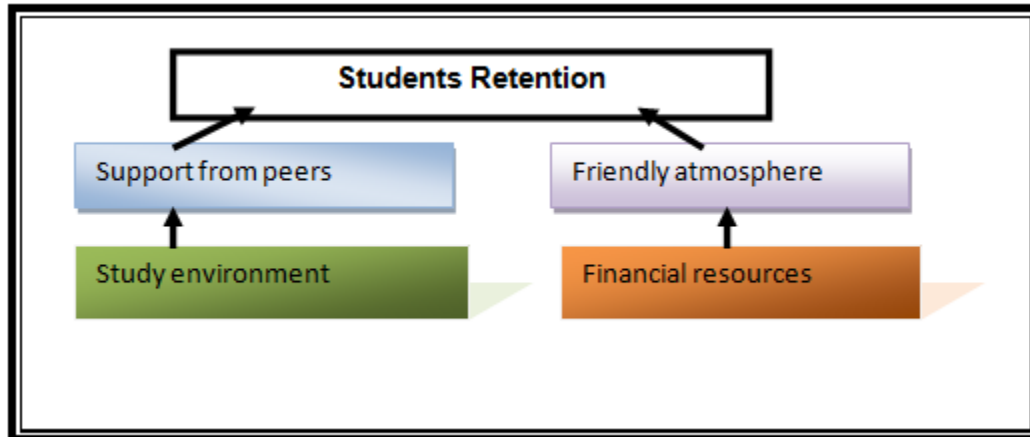 Students Retention
Support from peers
Friendly atmosphere
Study environment
Financial resources